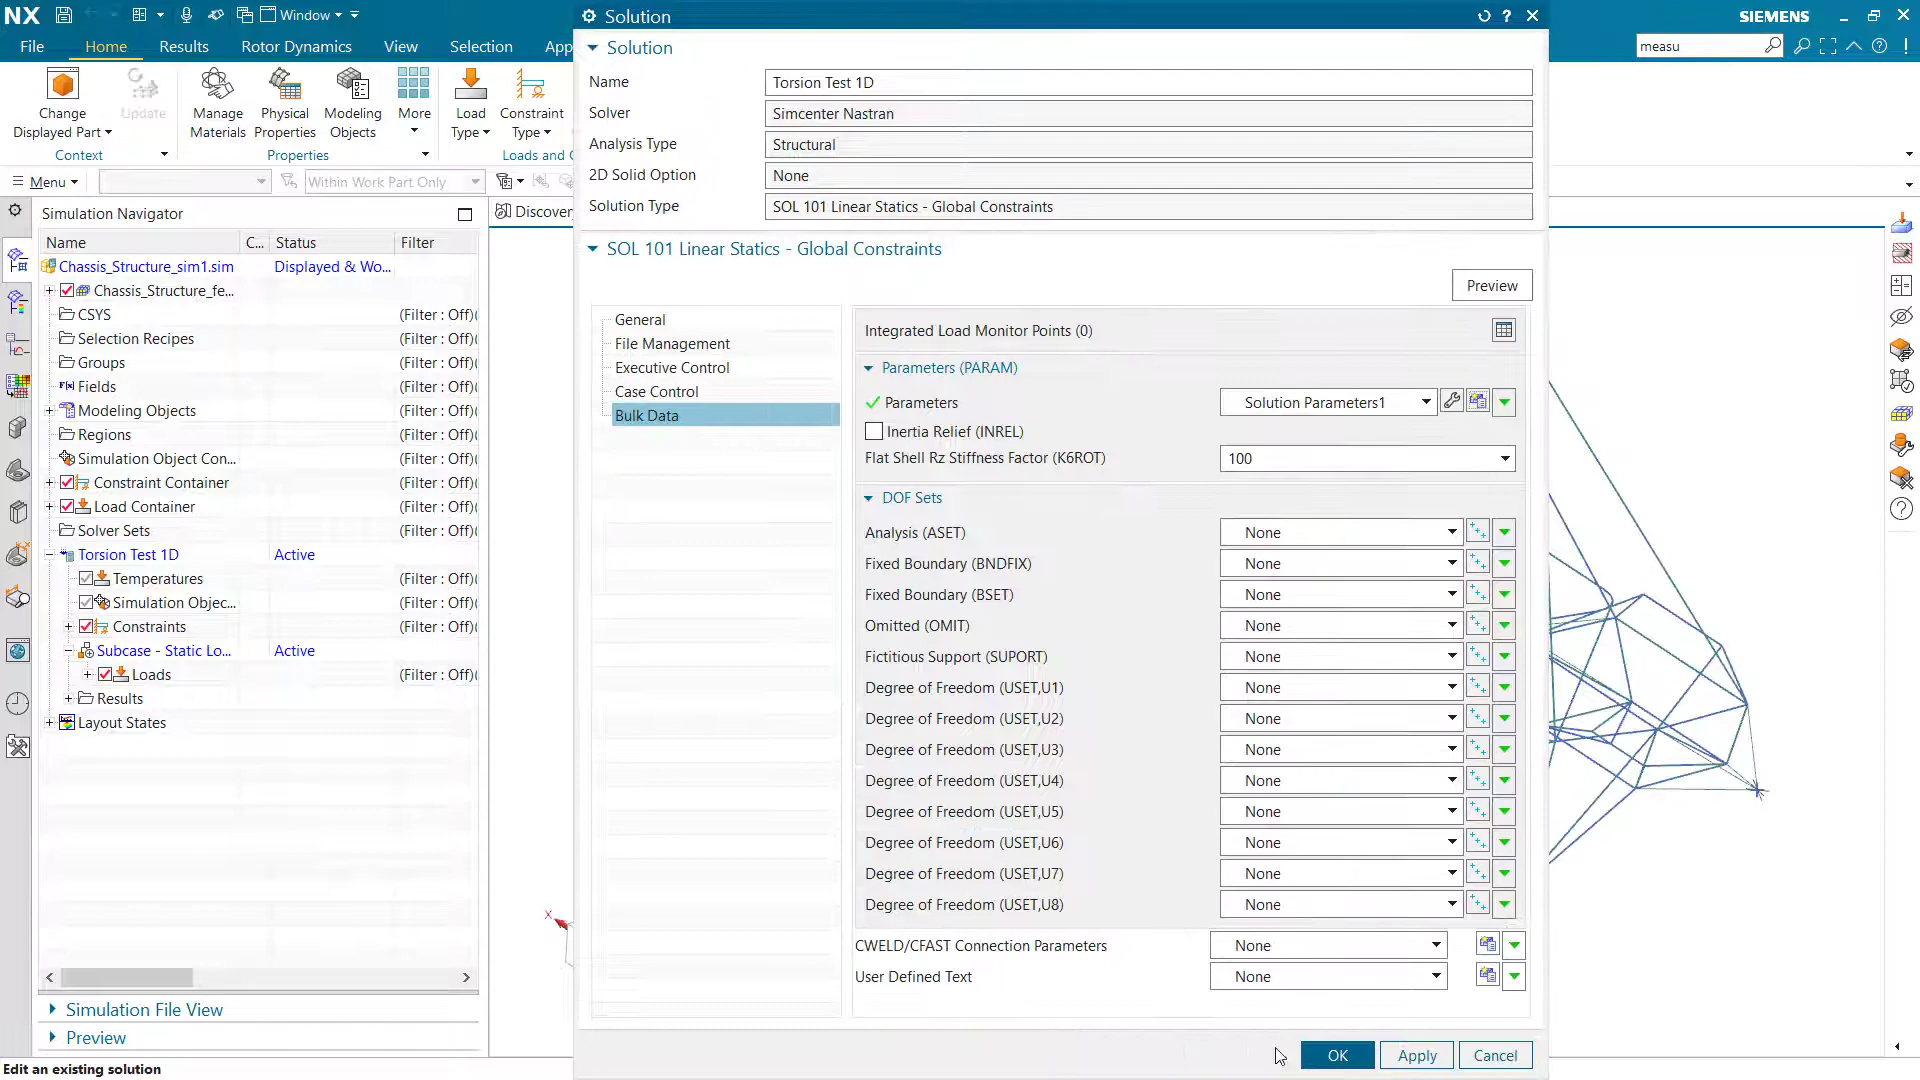 NX
Window
Solution
SIEMENS
File
Home
Results
Rotor Dynamics
View
Selection
App
measu
Change
Displayed Part
Update
Manage
Materials
Physical
Properties
Modeling
Objects
More
Load
Type
Constraint
Type
Context
Properties
Loads and C
Menu
Within Work Part Only
Simulation Navigator
Discover
Name
C...
Status
Filter
Chassis_Structure_sim1.sim
Displayed & Wo...
Chassis_Structure_fe...
CSYS
(Filter : Off)(
Selection Recipes
(Filter : Off)(
Groups
(Filter : Off)(
Fields
(Filter : Off)(
Modeling Objects
(Filter : Off)(
Regions
(Filter : Off)(
Simulation Object Con...
(Filter : Off)(
Constraint Container
(Filter : Off)(
Load Container
(Filter : Off)(
Solver Sets
(Filter : Off)(
Torsion Test 1D
Active
Temperatures
(Filter : Off)(
Simulation Objec...
(Filter : Off)(
Constraints
(Filter : Off)(
Subcase - Static Lo...
Active
Loads
(Filter : Off)(
Results
Layout States
Simulation File View
Preview
Edit an existing solution
Solution
Name
Torsion Test 1D
Solver
Simcenter Nastran
Analysis Type
Structural
2D Solid Option
None
Solution Type
SOL 101 Linear Statics - Global Constraints
SOL 101 Linear Statics - Global Constraints
Preview
General
File Management
Executive Control
Case Control
Bulk Data
Integrated Load Monitor Points (0)
Parameters (PARAM)
Parameters
Solution Parameters1
Inertia Relief (INREL)
Flat Shell Rz Stiffness Factor (K6ROT)
100
DOF Sets
Analysis (ASET)
None
Fixed Boundary (BNDFIX)
None
Fixed Boundary (BSET)
None
Omitted (OMIT)
None
Fictitious Support (SUPORT)
None
Degree of Freedom (USET,U1)
None
Degree of Freedom (USET,U2)
None
Degree of Freedom (USET,U3)
None
Degree of Freedom (USET,U4)
None
Degree of Freedom (USET,U5)
None
Degree of Freedom (USET,U6)
None
Degree of Freedom (USET,U7)
None
Degree of Freedom (USET,U8)
None
CWELD/CFAST Connection Parameters
None
User Defined Text
None
OK
Apply
Cancel
X